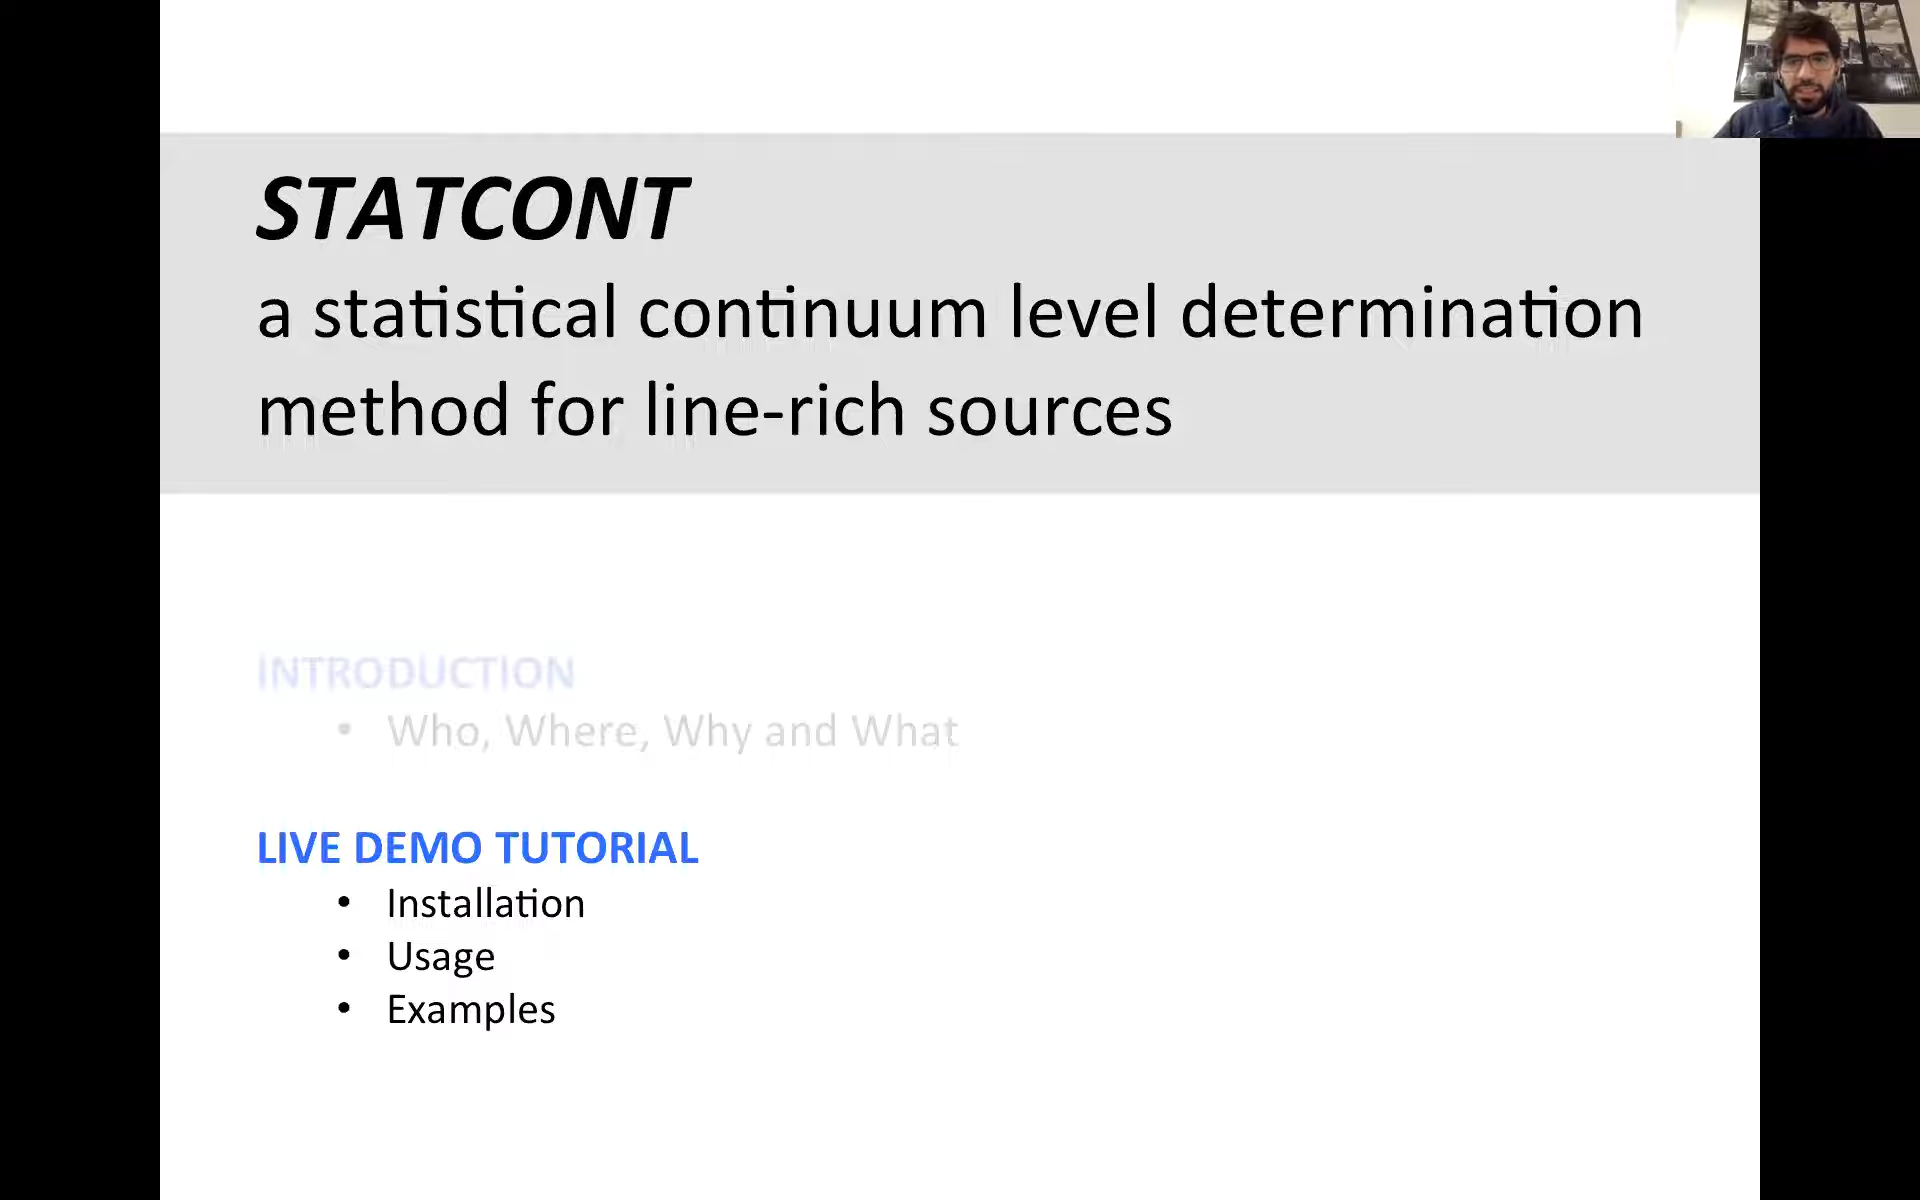 STATCONT
a statistical continuum level determination
method for line-rich sources
INTRODUCTION
• Who, Where, Why and What
LIVE DEMO TUTORIAL
• Installation
• Usage
• Examples